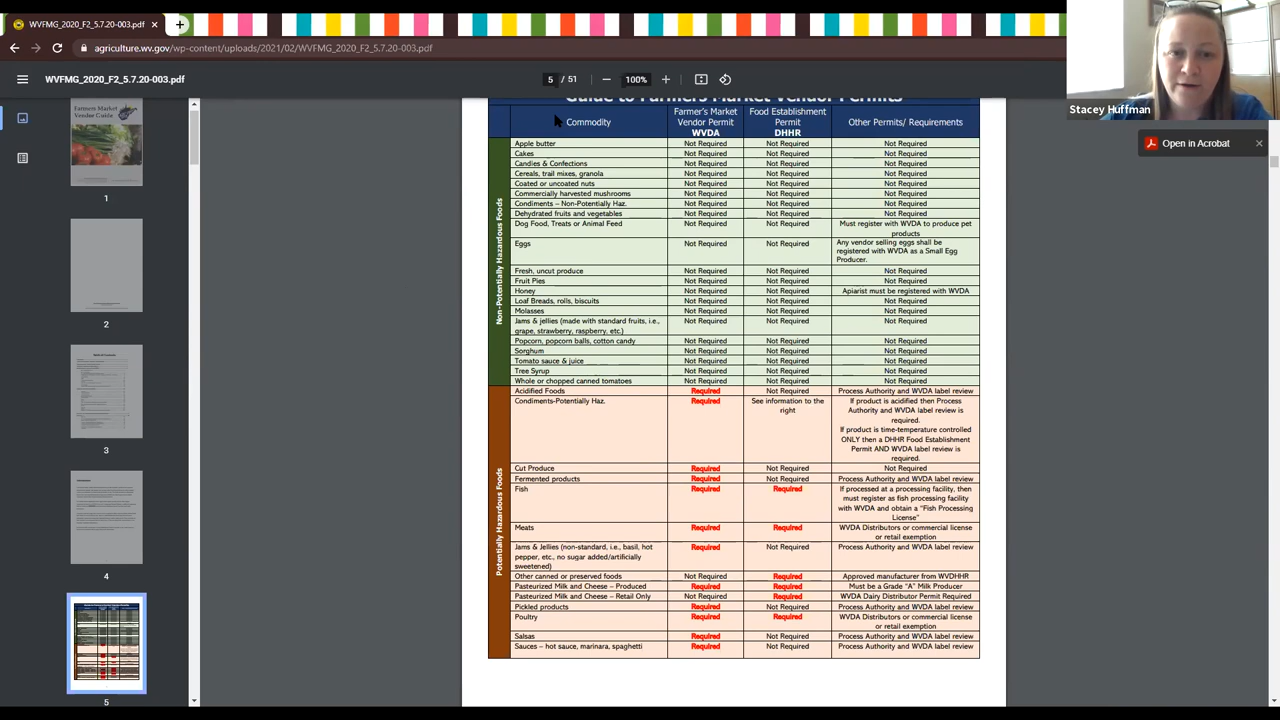 WVFMG_2020_F2_5.7.20-003.pdf
agriculture.wv.gov/wp-content/uploads/2021/02/WVFMG_2020_F2_5.7.20-003.pdf
WVFMG_2020_F2_5.7.20-003.pdf
5 / 51
100%
Stacey Huffman
Open in Acrobat
Farmers Market
Vendor Guide
1
2
3
4
5
Guide to Farmers Market Vendor Permits
Commodity
Farmer's Market
Vendor Permit
WVDA
Food Establishment
Permit
DHHR
Other Permits/ Requirements
Non-Potentially Hazardous Foods
Apple butter Not Required Not Required Not Required
Cakes Not Required Not Required Not Required
Candies & Confections Not Required Not Required Not Required
Cereals, trail mixes, granola Not Required Not Required Not Required
Coated or uncoated nuts Not Required Not Required Not Required
Commercially harvested mushrooms Not Required Not Required Not Required
Condiments – Non-Potentially Haz. Not Required Not Required Not Required
Dehydrated fruits and vegetables Not Required Not Required Not Required
Dog Food, Treats or Animal Feed Not Required Not Required Must register with WVDA to produce pet
products
Eggs Not Required Not Required Any vendor selling eggs shall be
registered with WVDA as a Small Egg
Producer.
Fresh, uncut produce Not Required Not Required Not Required
Fruit Pies Not Required Not Required Not Required
Honey Not Required Not Required Apiarist must be registered with WVDA
Loaf Breads, rolls, biscuits Not Required Not Required Not Required
Molasses Not Required Not Required Not Required
Jams & jellies (made with standard fruits, i.e., Not Required Not Required Not Required
grape, strawberry, raspberry, etc.)
Popcorn, popcorn balls, cotton candy Not Required Not Required Not Required
Sorghum Not Required Not Required Not Required
Tomato sauce & juice Not Required Not Required Not Required
Tree Syrup Not Required Not Required Not Required
Whole or chopped canned tomatoes Not Required Not Required Not Required
Potentially Hazardous Foods
Acidified Foods Required Not Required Process Authority and WVDA label review
Condiments-Potentially Haz. Required See information to the
right
If product is acidified then Process
Authority and WVDA label review is
required.
If product is time-temperature controlled
ONLY then a DHHR Food Establishment
Permit AND WVDA label review is
required.
Cut Produce Required Not Required Not Required
Fermented products Required Not Required Process Authority and WVDA label review
Fish Required Required If processed at a processing facility, then
must register as fish processing facility
with WVDA and obtain a "Fish Processing
License"
Meats Required Required WVDA Distributors or commercial license
or retail exemption
Jams & Jellies (non-standard, i.e., basil, hot Required Not Required Process Authority and WVDA label review
pepper, etc., no sugar added/artificially
sweetened)
Other canned or preserved foods Not Required Required Approved manufacturer from WVDHHR
Pasteurized Milk and Cheese – Produced Required Required Must be a Grade "A" Milk Producer
Pasteurized Milk and Cheese – Retail Only Not Required Required WVDA Dairy Distributor Permit Required
Pickled products Required Not Required Process Authority and WVDA label review
Poultry Required Required WVDA Distributors or commercial license
or retail exemption
Salsas Required Not Required Process Authority and WVDA label review
Sauces – hot sauce, marinara, spaghetti Required Not Required Process Authority and WVDA label review